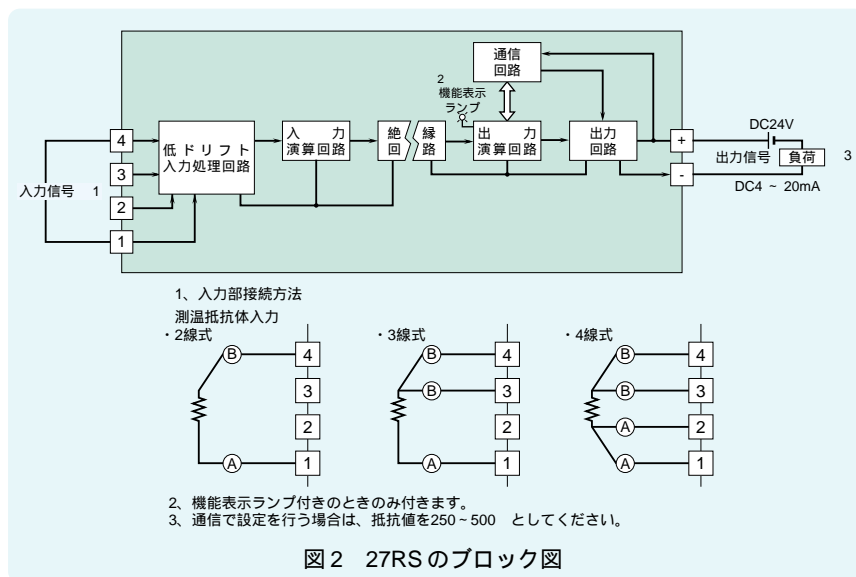 通信
回路
2
機能表示
ランプ
4
3
入力信号 1
2
1
低ドリフト
入力処理回路
入 力
演算回路
絶 縁
回 路
出 力
演算回路
出力
回路
+
-
DC24V
出力信号 負荷 3
DC4 ~ 20mA
1、入力部接続方法
測温抵抗体入力
・2線式
B 4
3
2
A 1
・3線式
B 4
B 3
2
A 1
・4線式
B 4
B 3
A 2
A 1
2、機能表示ランプ付きのときのみ付きます。
3、通信で設定を行う場合は、抵抗値を250~500 としてください。
図2 27RSのブロック図